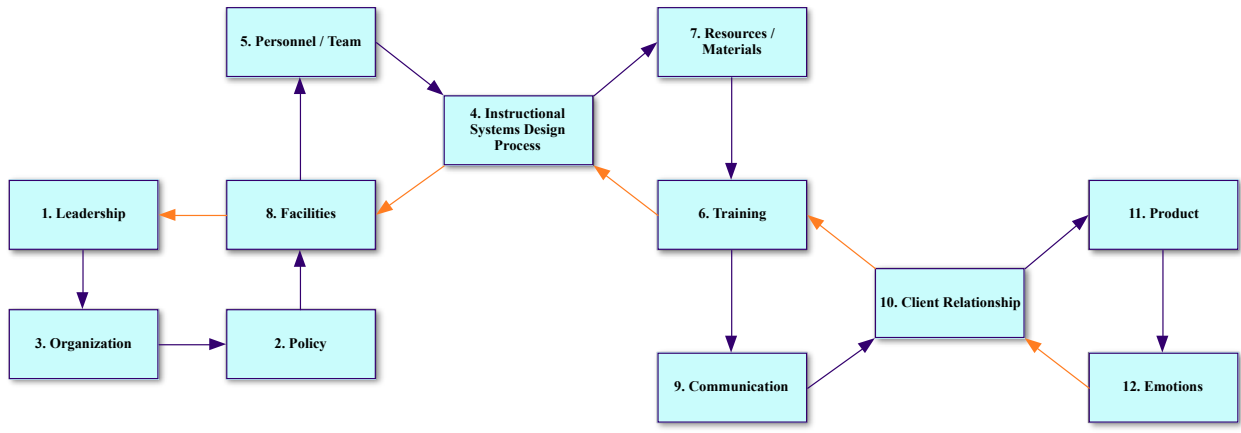 5. Personnel / Team
7. Resources /
Materials
4. Instructional
Systems Design
Process
1. Leadership
8. Facilities
6. Training
11. Product
10. Client Relationship
3. Organization
2. Policy
9. Communication
12. Emotions